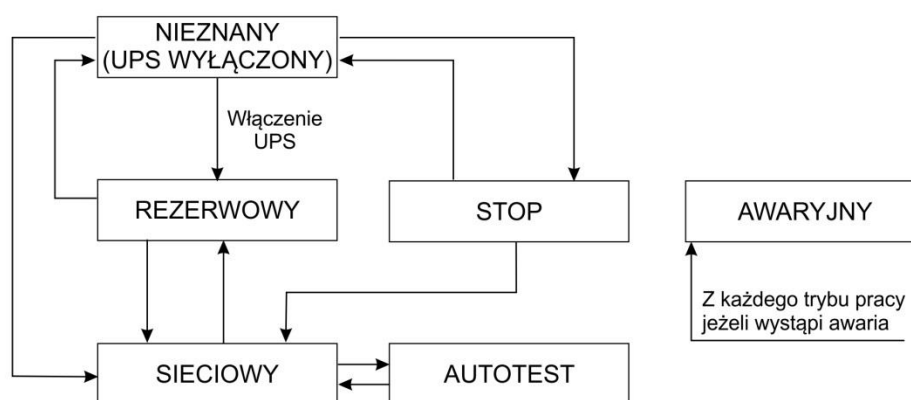 NIEZNANY
(UPS WYŁĄCZONY)
Włączenie
UPS
REZERWOWY
STOP
AWARYJNY
Z każdego trybu pracy
jeżeli wystąpi awaria
SIECIOWY
AUTOTEST